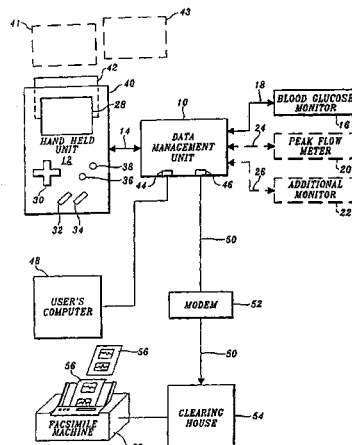 41
43
42
40
28
HAND HELD
UNIT
12
38
36
30
32
34
14
10
DATA
MANAGEMENT
UNIT
44
46
18
BLOOD GLUCOSE
MONITOR
16
24
PEAK FLOW
METER
20
26
ADDITIONAL
MONITOR
22
50
48
USER'S
COMPUTER
MODEM
52
50
56
56
FACSIMILE
MACHINE
CLEARING
HOUSE
54